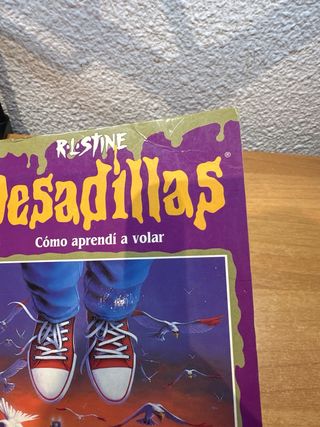 R.L.STINE
Pesadillas®
Cómo aprendí a volar